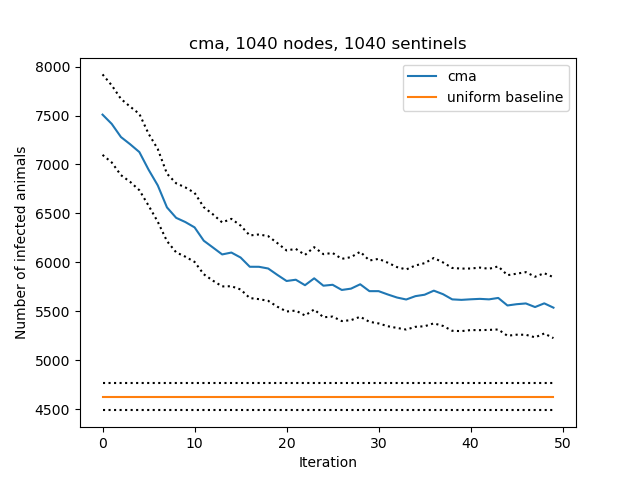 cma, 1040 nodes, 1040 sentinels
cma
uniform baseline
Number of infected animals
8000
7500
7000
6500
6000
5500
5000
4500
0 10 20 30 40 50
Iteration